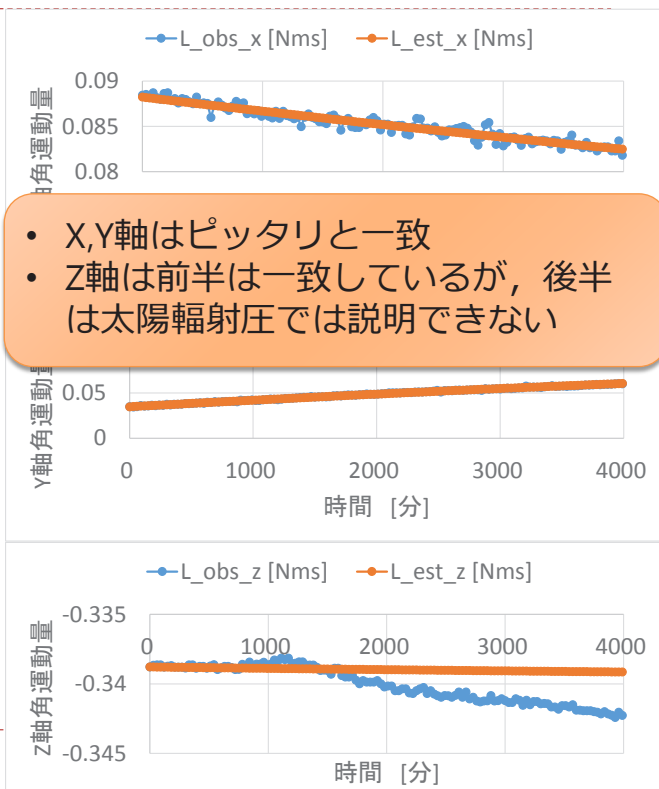 L_obs_x [Nms] L_est_x [Nms]
0.09
0.085
0.08
軸角運動量
• X,Y軸はピッタリと一致
• Z軸は前半は一致しているが，後半
は太陽輻射圧では説明できない
0.05
0
Y軸角運動量
0 1000 2000 3000 4000
時間 [分]
L_obs_z [Nms] L_est_z [Nms]
-0.335
0 1000 2000 3000 4000
-0.34
-0.345
Z軸角運動量
時間 [分]